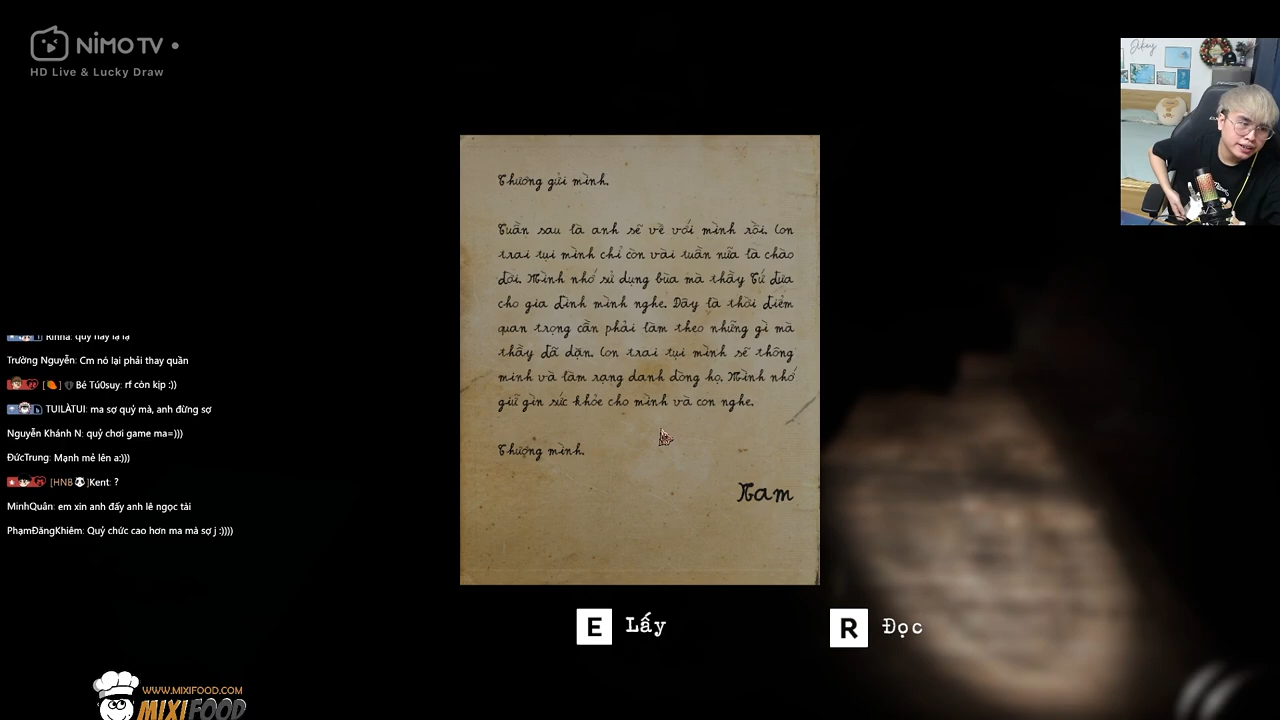 NIMO TV
HD Live & Lucky Draw
Thương gửi mình.
Tuần sau là anh sẽ về với mình rồi. Con
trai tụi mình chỉ còn vài tuần nữa là chào
đời. Mình nhớ sử dụng bùa mà thầy Tứ đưa
cho gia đình mình nghe. Đây là thời điểm
quan trọng cần phải làm theo những gì mà
thầy đã dặn. Con trai tụi mình sẽ thông
minh và làm rạng danh dòng họ. Mình nhớ
giữ gìn sức khỏe cho mình và con nghe.
Thương mình.
Nam
E Lấy
R Đọc
Trường Nguyễn: Cm nó lại phải thay quần
Bé Tú0suy: rf còn kịp :))
TUILÀTUI: ma sợ quỷ mà, anh đừng sợ
Nguyễn Khánh N: quỷ chơi game ma=)))
ĐứcTrung: Mạnh mẻ lên a:)))
[HNB]Kent: ?
MinhQuân: em xin anh đấy anh lê ngọc tài
PhạmĐăngKhiêm: Quỷ chức cao hơn ma mà sợ j :))))
WWW.MIXIFOOD.COM
MIXIFOOD